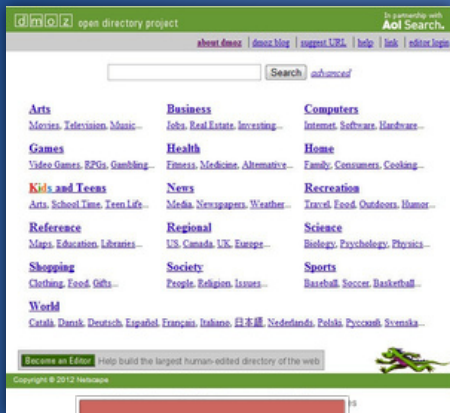 dmoz open directory project
In partnership with
Aol Search.
about dmoz | dmoz blog | suggest URL | help | link | editor login
Search advanced
Arts Business Computers
Movies, Television, Music... Jobs, Real Estate, Investing... Internet, Software, Hardware...
Games Health Home
Video Games, RPGs, Gambling... Fitness, Medicine, Alternative... Family, Consumers, Cooking...
Kids and Teens News Recreation
Arts, School Time, Teen Life... Media, Newspapers, Weather... Travel, Food, Outdoors, Humor...
Reference Regional Science
Maps, Education, Libraries... US, Canada, UK, Europe... Biology, Psychology, Physics...
Shopping Society Sports
Clothing, Food, Gifts... People, Religion, Issues... Baseball, Soccer, Basketball...
World
Català, Dansk, Deutsch, Español, Français, Italiano, 日本語, Nederlands, Polski, Русский, Svenska...
Become an Editor Help build the largest human-edited directory of the web
Copyright © 2012 Netscape